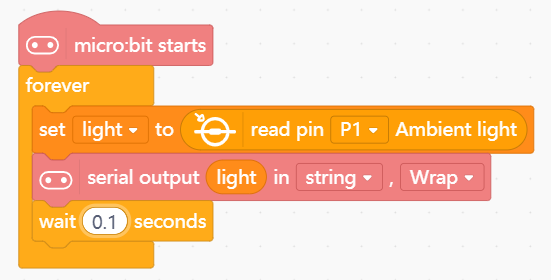 micro:bit starts
forever
set light to read pin P1 Ambient light
serial output light in string , Wrap
wait 0.1 seconds